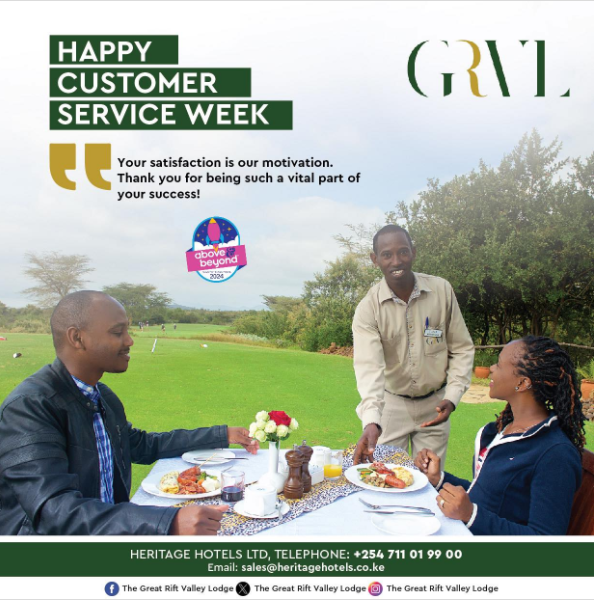 HAPPY
CUSTOMER
SERVICE WEEK
GRVL
Your satisfaction is our motivation.
Thank you for being such a vital part of
your success!
above &
beyond
2024
HERITAGE HOTELS LTD, TELEPHONE: +254 711 01 99 00
Email: sales@heritagehotels.co.ke
The Great Rift Valley Lodge The Great Rift Valley Lodge The Great Rift Valley Lodge